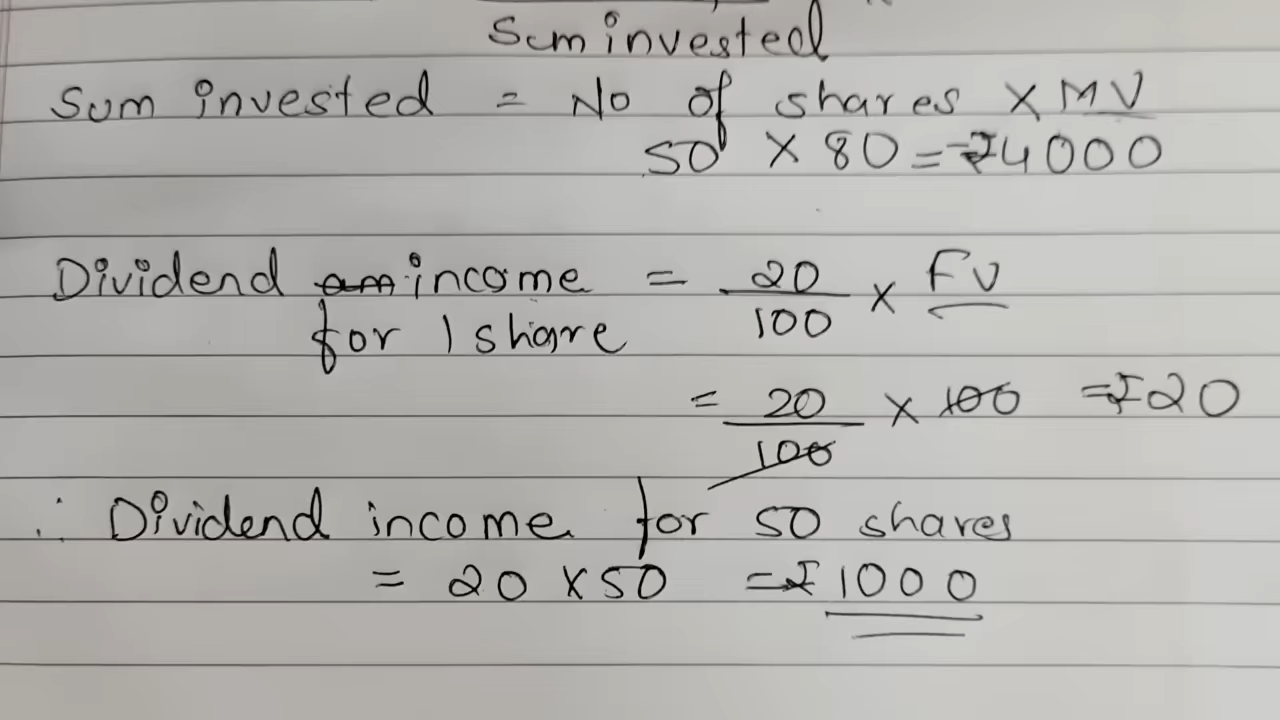 Sum invested
Sum invested = No of shares × MV
50 × 80 = ₹4000
Dividend income = 20/100 × FV
for 1 share
= 20/100 × 100 = ₹20
∴ Dividend income for 50 shares
= 20 × 50 = ₹1000